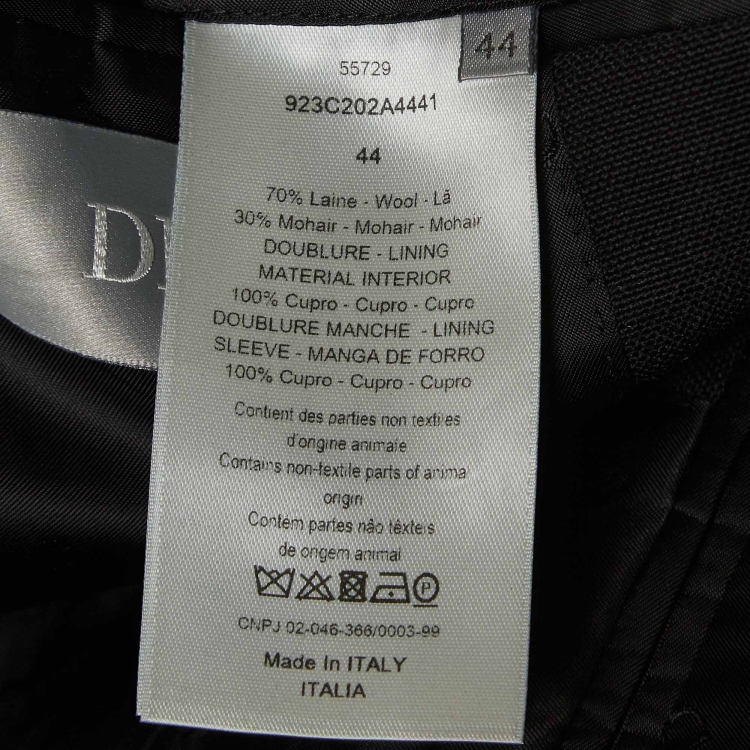 44
55729
923C202A4441
44
70% Laine - Wool - Lã
30% Mohair - Mohair - Mohair
DOUBLURE - LINING
MATERIAL INTERIOR
100% Cupro - Cupro - Cupro
DOUBLURE MANCHE - LINING
SLEEVE - MANGA DE FORRO
100% Cupro - Cupro - Cupro
Contient des parties non textiles
d'origine animale
Contains non-textile parts of animal
origin
Contém partes não têxteis
de origem animal
P
CNPJ 02-046-366/0003-99
Made In ITALY
ITALIA